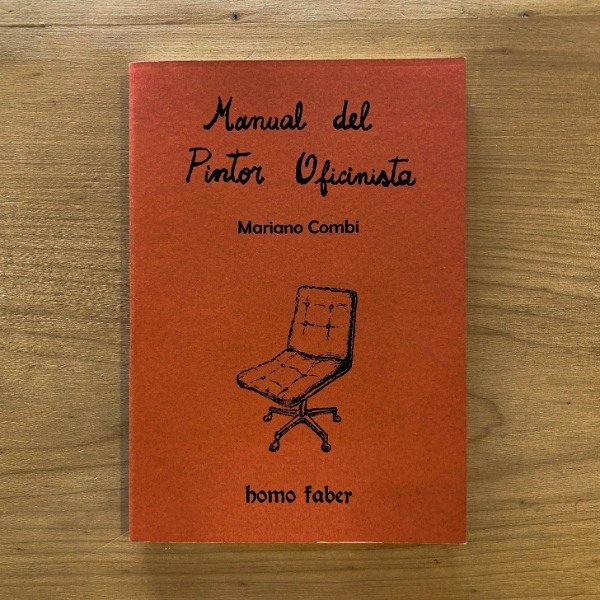 Manual del
Pintor Oficinista
Mariano Combi
homo faber